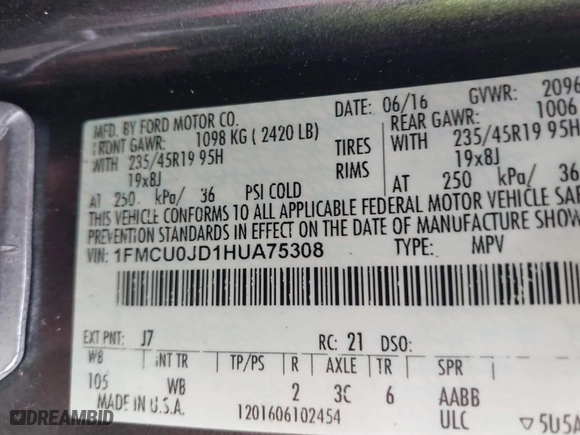 MFD. BY FORD MOTOR CO.
DATE: 06/16
GVWR: 2096
FRONT GAWR: 1098 KG ( 2420 LB)
REAR GAWR: 1006
WITH 235/45R19 95H
TIRES
WITH 235/45R19 95H
19x8J
RIMS
19x8J
AT 250 kPa/ 36 PSI COLD
AT 250 kPa/ 36
THIS VEHICLE CONFORMS TO ALL APPLICABLE FEDERAL MOTOR VEHICLE SAF
PREVENTION STANDARDS IN EFFECT ON THE DATE OF MANUFACTURE SHOW
VIN: 1FMCU0JD1HUA75308
TYPE: MPV
EXT PNT: J7
RC: 21 DSO:
WB INT TR TP/PS R AXLE TR SPR
105 WB 2 3C 6 AABB
MADE IN U.S.A.
1201606102454
ULC
▽5U5A
DREAMBID